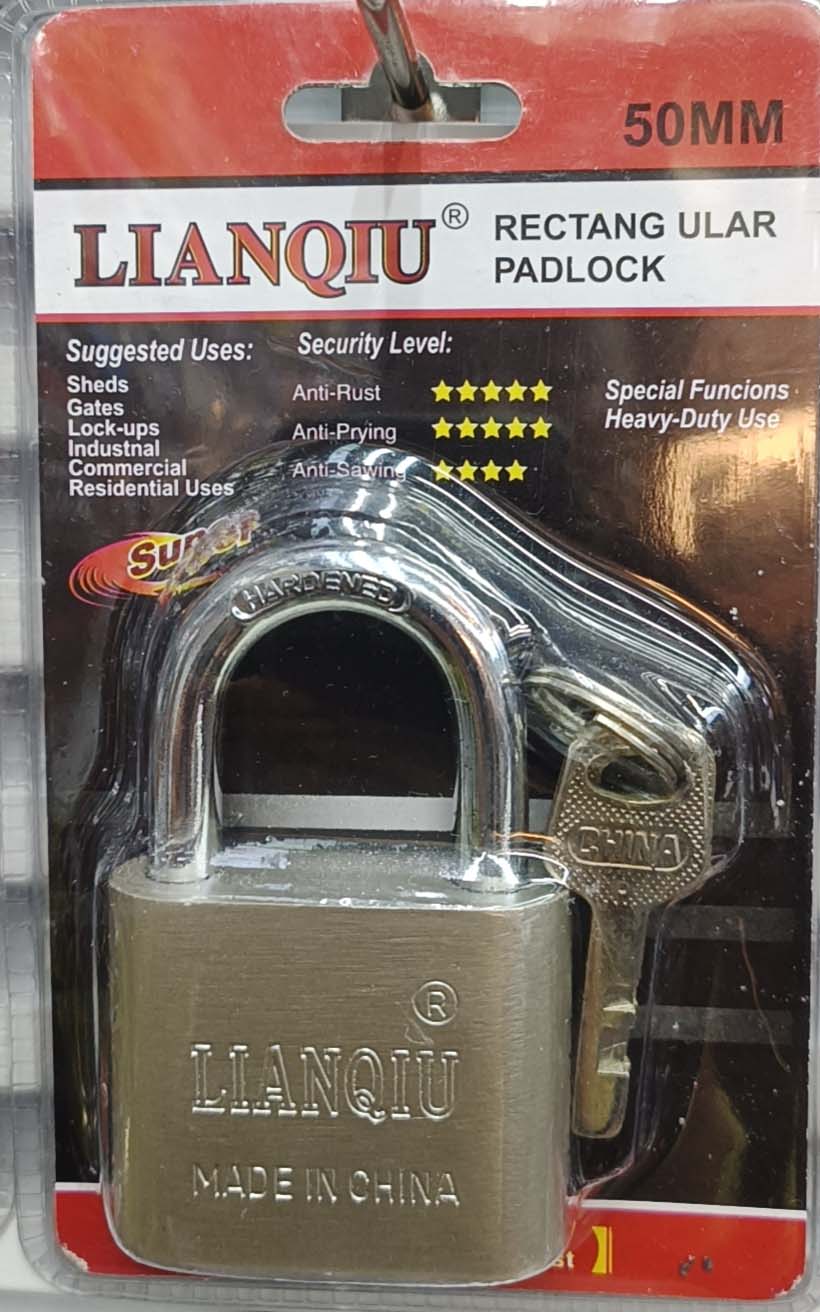 50MM
LIANQIU® RECTANG ULAR
PADLOCK
Suggested Uses:
Sheds
Gates
Lock-ups
Industnal
Commercial
Residential Uses
Security Level:
Anti-Rust
Anti-Prying
Anti-Sawing
Special Funcions
Heavy-Duty Use
Super
HARDENED
CHINA
®
LIANQIU
MADE IN CHINA